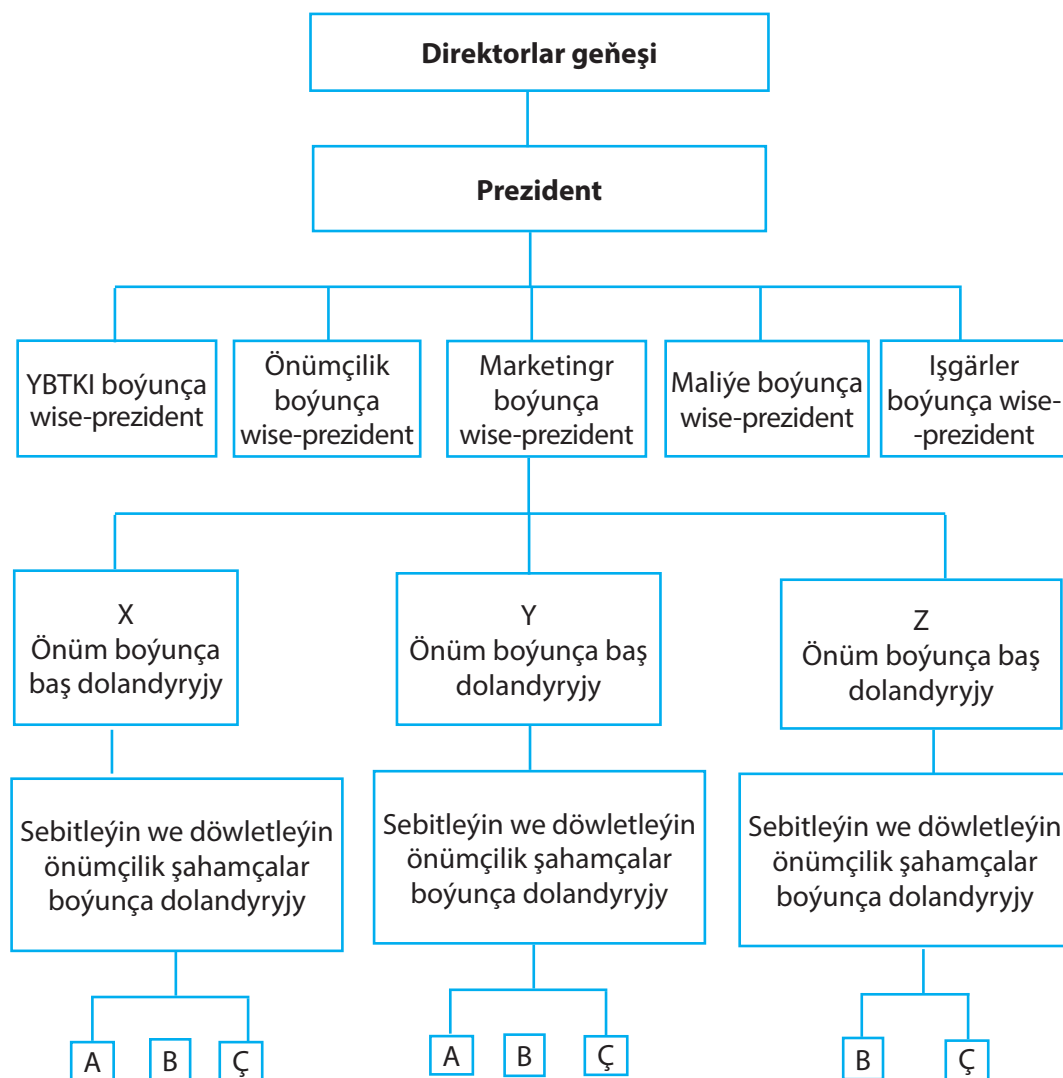 Direktorlar geňeşi
Prezident
YBTKI boýunça
wise-prezident
Önümçilik
boýunça
wise-prezident
Marketingr
boýunça
wise-prezident
Maliýe boýunça
wise-prezident
Işgärler
boýunça wise-
-prezident
X
Önüm boýunça
baş dolandyryjy
Y
Önüm boýunça baş
dolandyryjy
Z
Önüm boýunça baş
dolandyryjy
Sebitleýin we döwletleýin
önümçilik şahamçalar
boýunça dolandyryjy
Sebitleýin we döwletleýin
önümçilik şahamçalar
boýunça dolandyryjy
Sebitleýin we döwletleýin
önümçilik şahamçalar
boýunça dolandyryjy
A
B
Ç
A
B
Ç
B
Ç